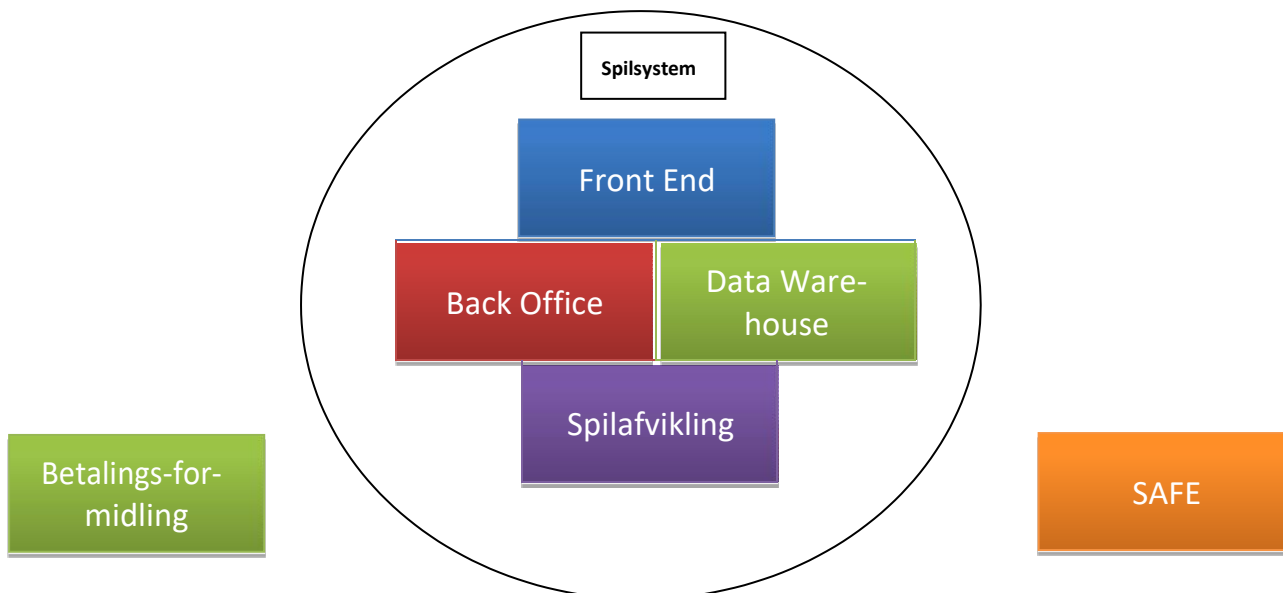 Spilsystem
Front End
Back Office
Data Ware-
house
Spilafvikling
Betalings-for-
midling
SAFE